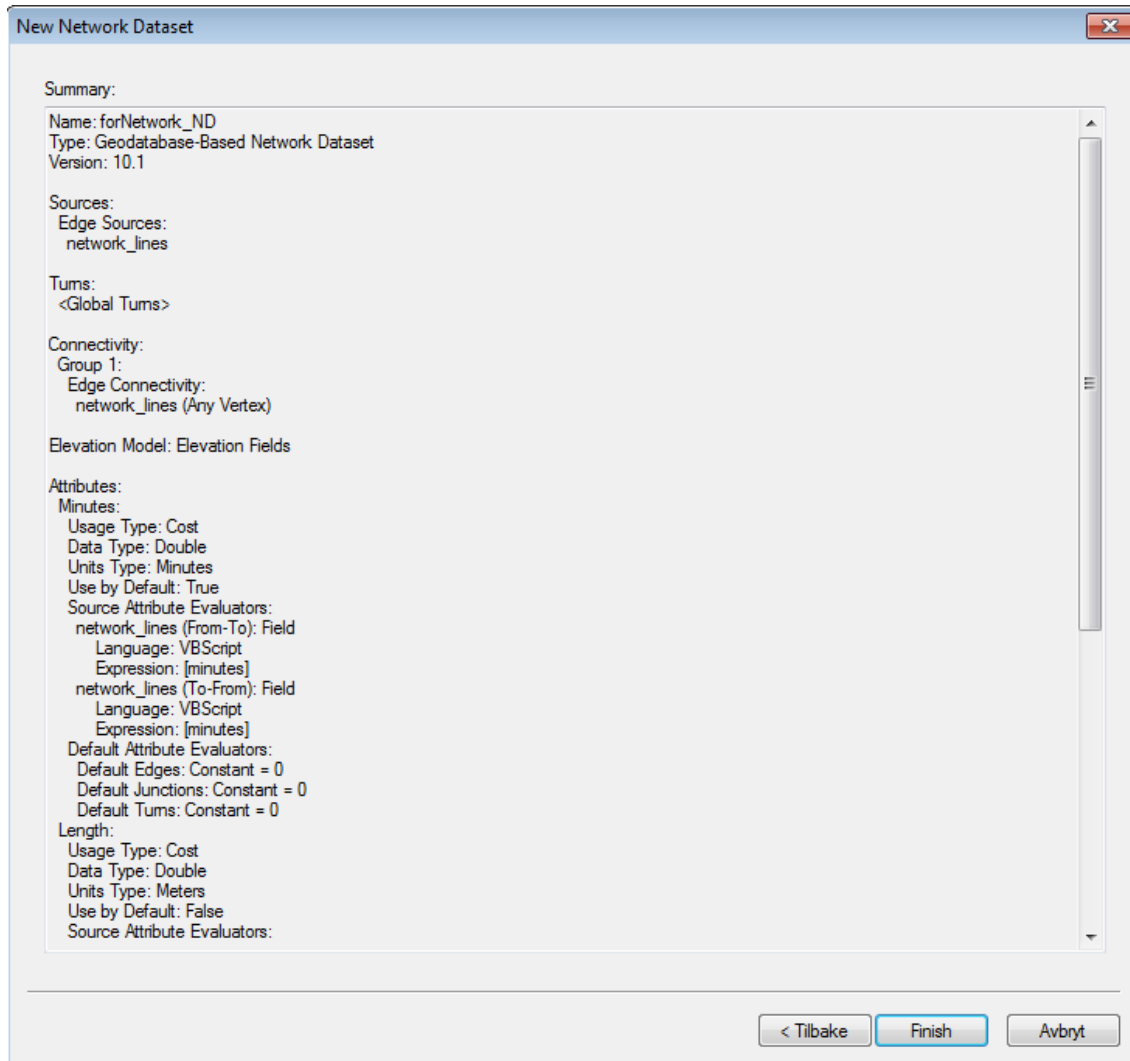 New Network Dataset
Summary:
Name: forNetwork_ND
Type: Geodatabase-Based Network Dataset
Version: 10.1
Sources:
Edge Sources:
network_lines
Turns:
<Global Turns>
Connectivity:
Group 1:
Edge Connectivity:
network_lines (Any Vertex)
Elevation Model: Elevation Fields
Attributes:
Minutes:
Usage Type: Cost
Data Type: Double
Units Type: Minutes
Use by Default: True
Source Attribute Evaluators:
network_lines (From-To): Field
Language: VBScript
Expression: [minutes]
network_lines (To-From): Field
Language: VBScript
Expression: [minutes]
Default Attribute Evaluators:
Default Edges: Constant = 0
Default Junctions: Constant = 0
Default Turns: Constant = 0
Length:
Usage Type: Cost
Data Type: Double
Units Type: Meters
Use by Default: False
Source Attribute Evaluators:
< Tilbake
Finish
Avbryt